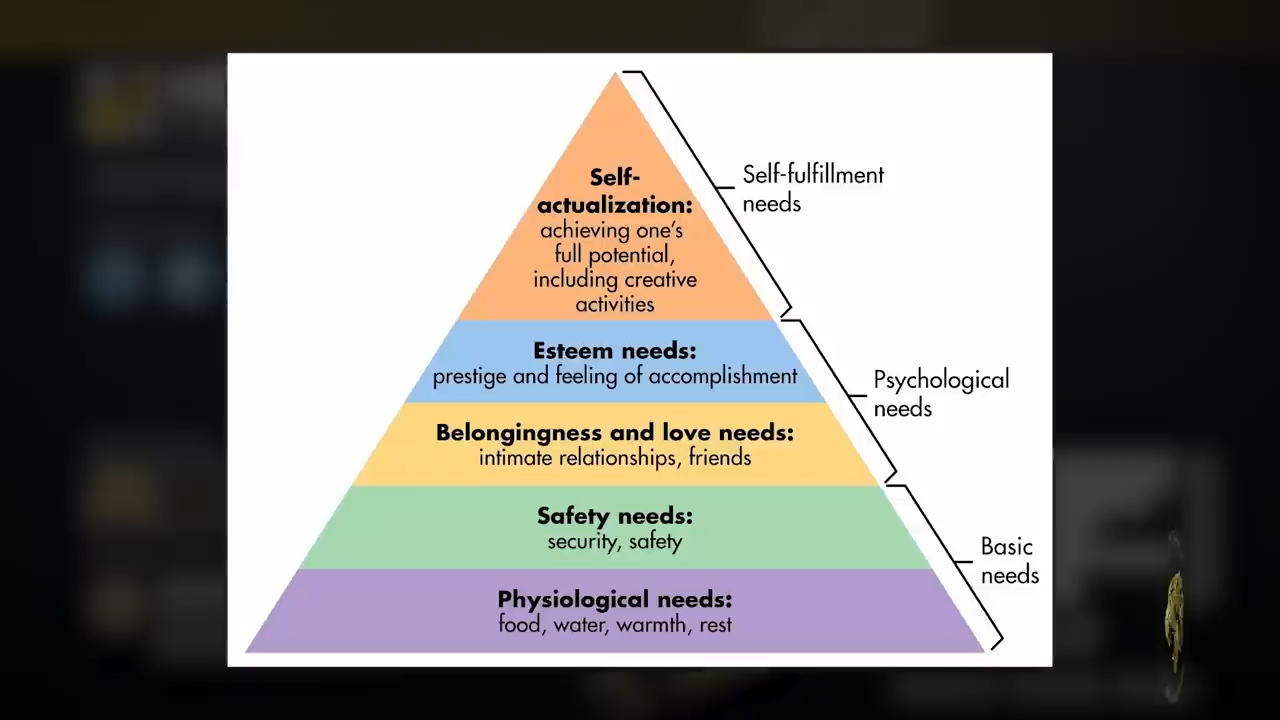 Self-
actualization:
achieving one's
full potential,
including creative
activities
Self-fulfillment
needs
Esteem needs:
prestige and feeling of accomplishment
Psychological
needs
Belongingness and love needs:
intimate relationships, friends
Safety needs:
security, safety
Basic
needs
Physiological needs:
food, water, warmth, rest